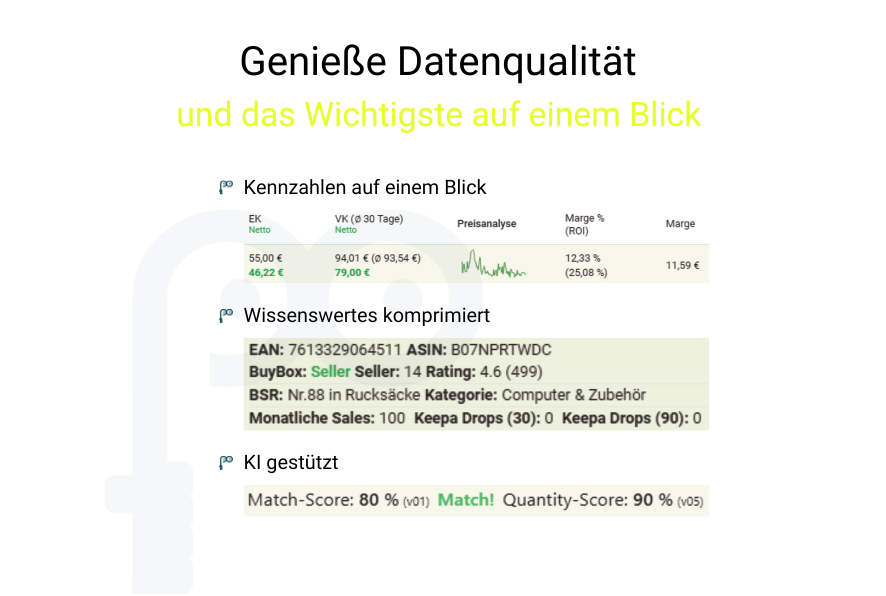 Genieße Datenqualität
und das Wichtigste auf einem Blick
Kennzahlen auf einem Blick
EK VK (Ø 30 Tage) Preisanalyse Marge % Marge
Netto Netto (ROI)
55,00 € 94,01 € (Ø 93,54 €) 12,33 % 11,59 €
46,22 € 79,00 € (25,08 %)
Wissenswertes komprimiert
EAN: 7613329064511 ASIN: B07NPRTWDC
BuyBox: Seller Seller: 14 Rating: 4.6 (499)
BSR: Nr.88 in Rucksäcke Kategorie: Computer & Zubehör
Monatliche Sales: 100 Keepa Drops (30): 0 Keepa Drops (90): 0
KI gestützt
Match-Score: 80 % (v01) Match! Quantity-Score: 90 % (v05)